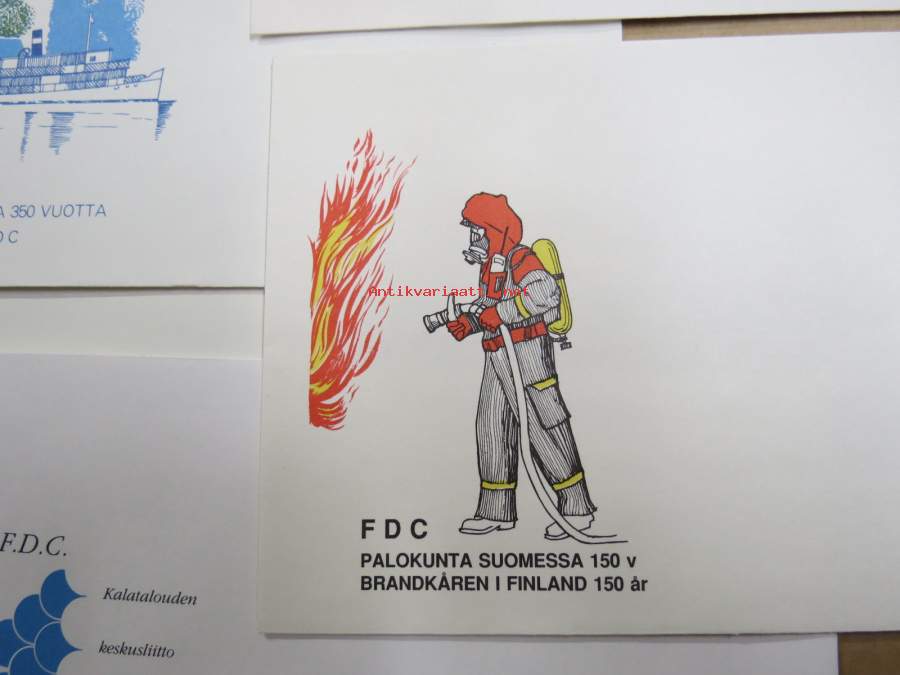 A 350 VUOTTA
D C
Antikvariaatti.net
F D C
PALOKUNTA SUOMESSA 150 v
BRANDKÅREN I FINLAND 150 år
F.D.C.
Kalatalouden
keskusliitto